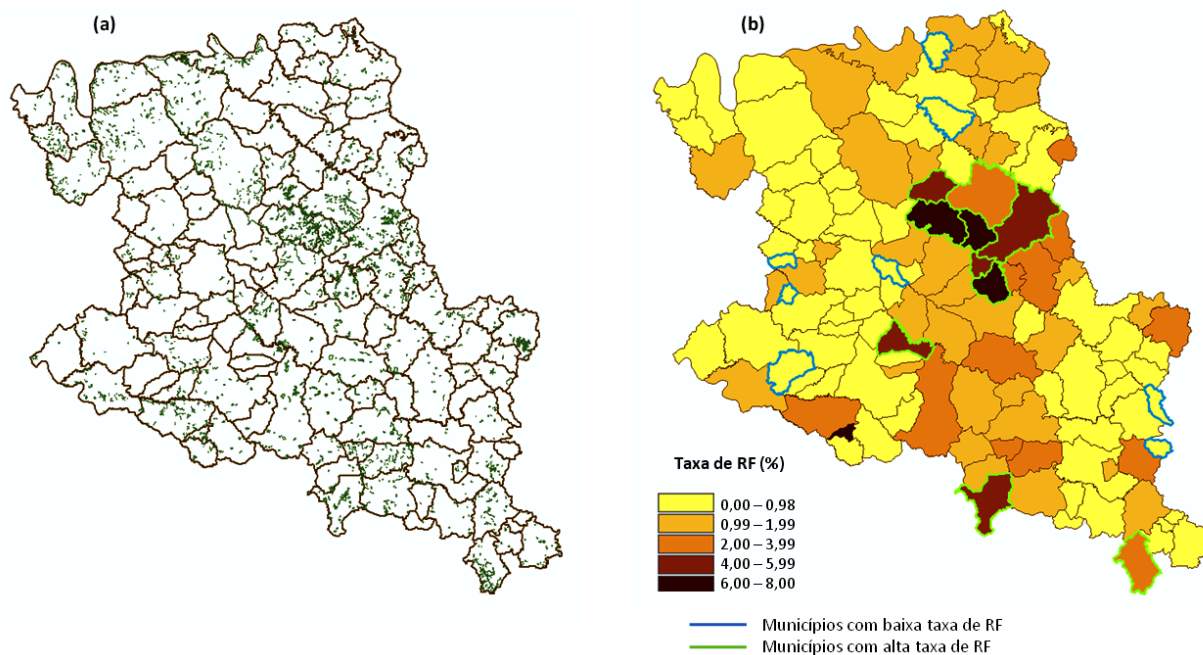 (a)
(b)
Taxa de RF (%)
0,00 – 0,98
0,99 – 1,99
2,00 – 3,99
4,00 – 5,99
6,00 – 8,00
Municípios com baixa taxa de RF
Municípios com alta taxa de RF